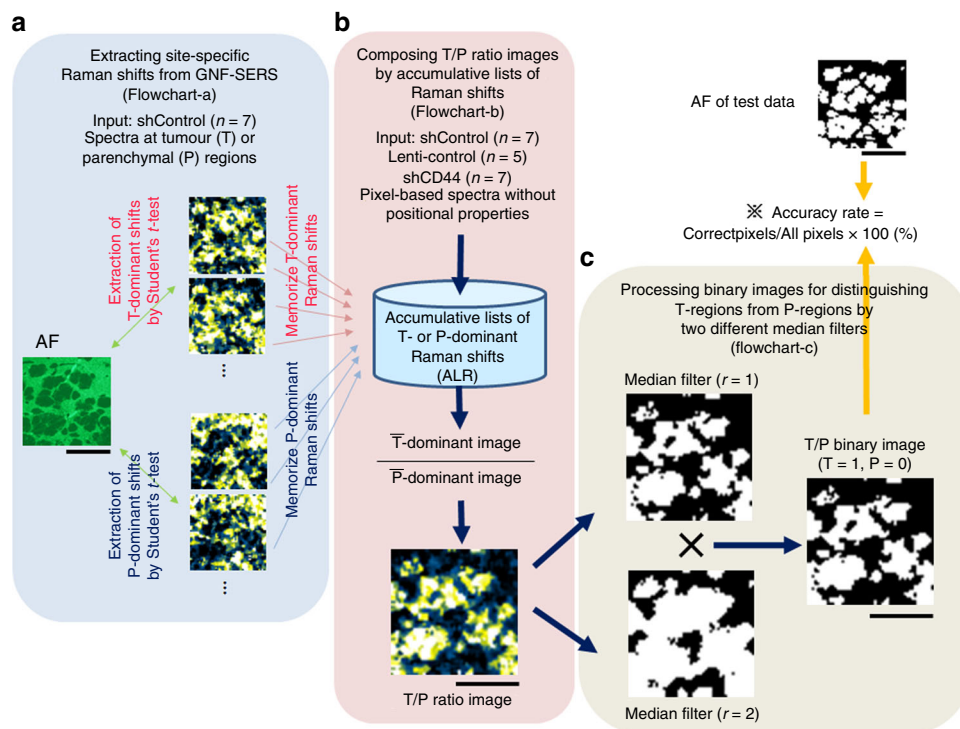 a
Extracting site-specific
Raman shifts from GNF-SERS
(Flowchart-a)
Input: shControl (n = 7)
Spectra at tumour (T) or
parenchymal (P) regions
Extraction of
T-dominant shifts
by Student's t-test
Memorize T-dominant
Raman shifts
AF
...
Extraction of
P-dominant shifts
by Student's t-test
Memorize P-dominant
Raman shifts
...
b
Composing T/P ratio images
by accumulative lists of
Raman shifts
(Flowchart-b)
Input: shControl (n = 7)
Lenti-control (n = 5)
shCD44 (n = 7)
Pixel-based spectra without
positional properties
Accumulative lists of
T- or P-dominant
Raman shifts
(ALR)
T̅-dominant image
P̅-dominant image
T/P ratio image
AF of test data
※ Accuracy rate =
Correctpixels/All pixels × 100 (%)
c
Processing binary images for distinguishing
T-regions from P-regions by
two different median filters
(flowchart-c)
Median filter (r = 1)
T/P binary image
(T = 1, P = 0)
×
Median filter (r = 2)